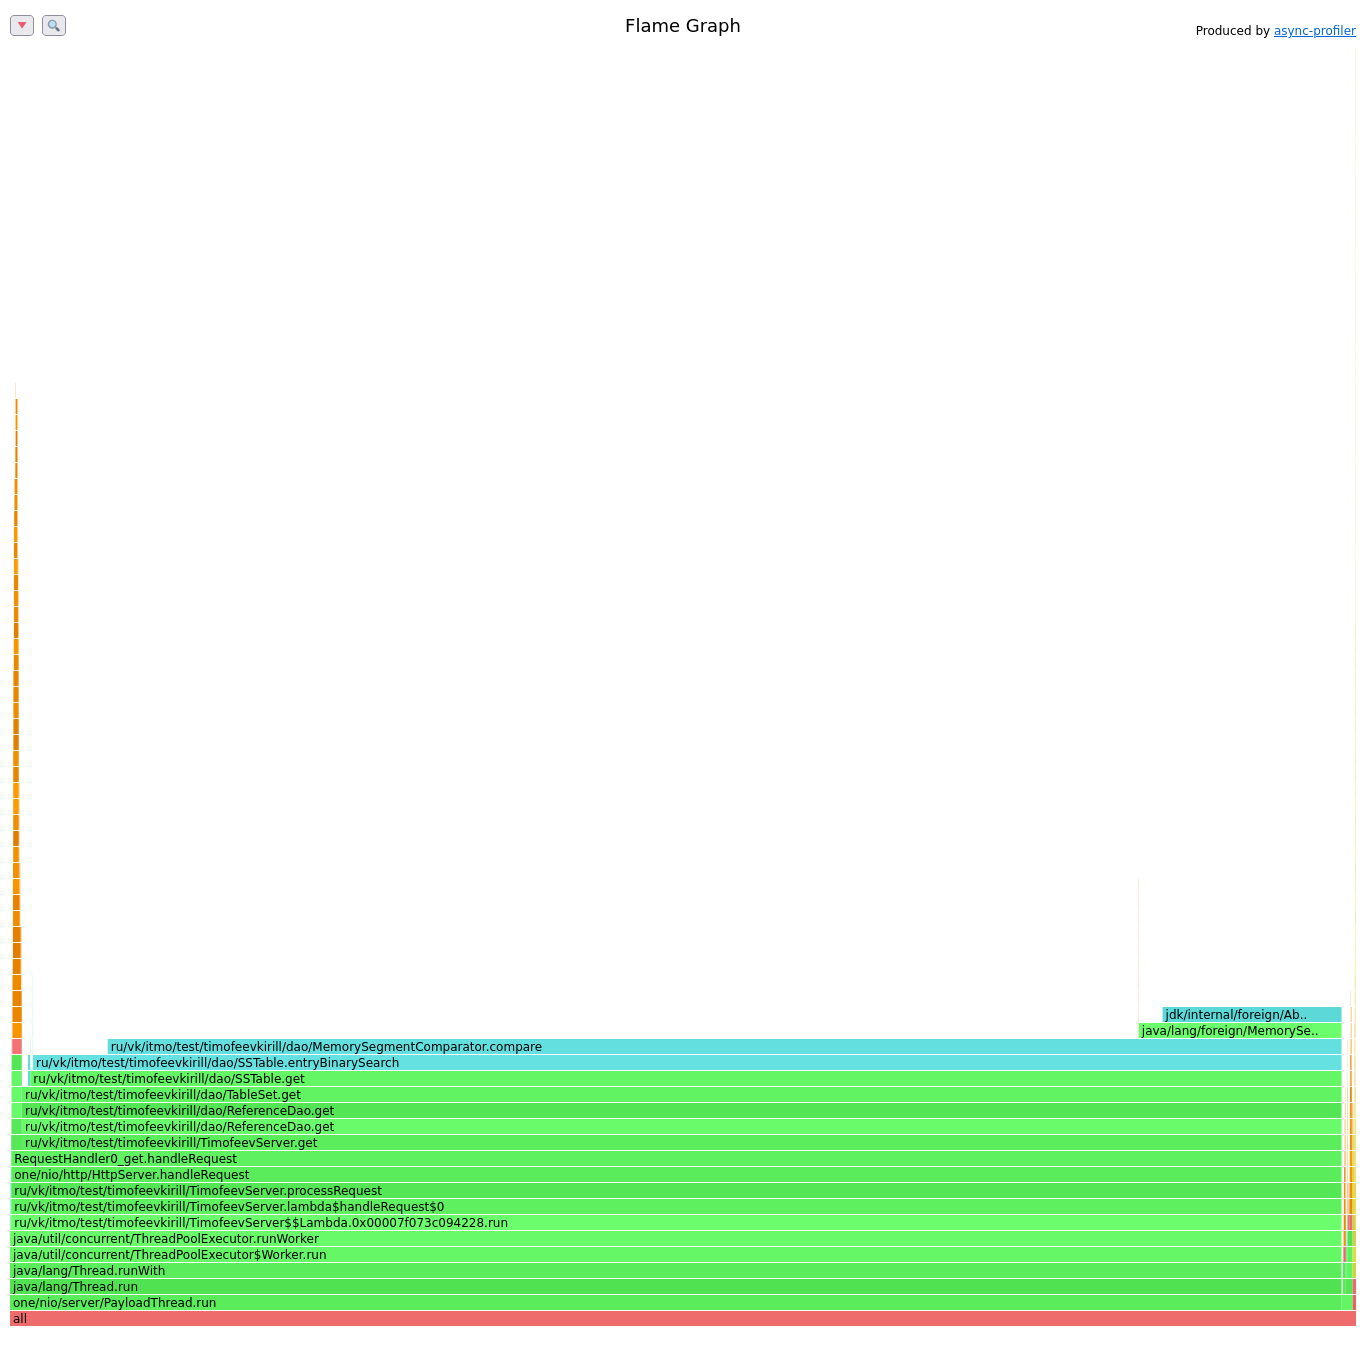 Flame Graph
Produced by async-profiler
jdk/internal/foreign/Ab..
java/lang/foreign/MemorySe..
ru/vk/itmo/test/timofeevkirill/dao/MemorySegmentComparator.compare
ru/vk/itmo/test/timofeevkirill/dao/SSTable.entryBinarySearch
ru/vk/itmo/test/timofeevkirill/dao/SSTable.get
ru/vk/itmo/test/timofeevkirill/dao/TableSet.get
ru/vk/itmo/test/timofeevkirill/dao/ReferenceDao.get
ru/vk/itmo/test/timofeevkirill/dao/ReferenceDao.get
ru/vk/itmo/test/timofeevkirill/TimofeevServer.get
RequestHandler0_get.handleRequest
one/nio/http/HttpServer.handleRequest
ru/vk/itmo/test/timofeevkirill/TimofeevServer.processRequest
ru/vk/itmo/test/timofeevkirill/TimofeevServer.lambda$handleRequest$0
ru/vk/itmo/test/timofeevkirill/TimofeevServer$$Lambda.0x00007f073c094228.run
java/util/concurrent/ThreadPoolExecutor.runWorker
java/util/concurrent/ThreadPoolExecutor$Worker.run
java/lang/Thread.runWith
java/lang/Thread.run
one/nio/server/PayloadThread.run
all